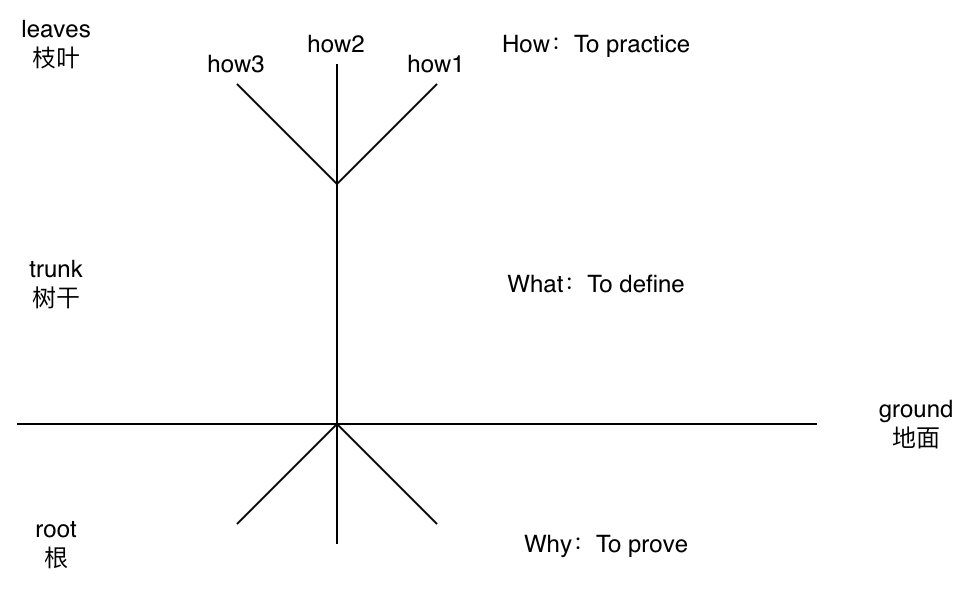 leaves
枝叶
how3
how2
how1
How：To practice
trunk
树干
What：To define
ground
地面
root
根
Why：To prove